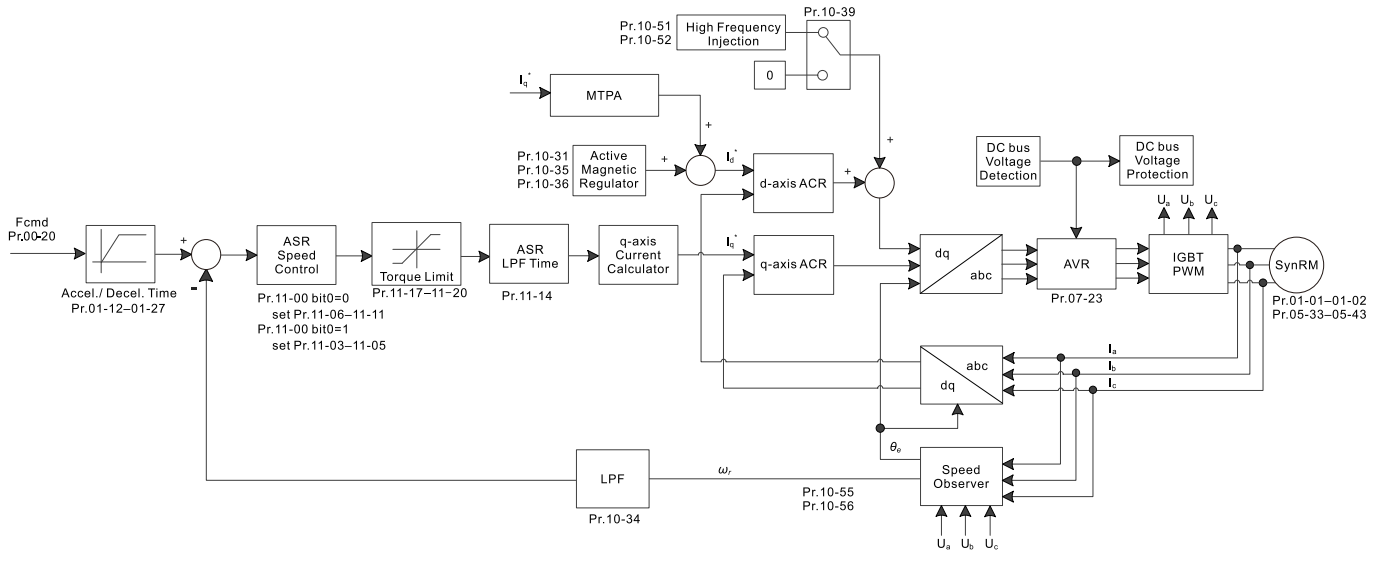 Pr.10-39
Pr.10-51
Pr.10-52
High Frequency
Injection
0
Iq*
MTPA
+
+
Pr.10-31
Pr.10-35
Pr.10-36
Active
Magnetic
Regulator
+
Id*
d-axis ACR
+
DC bus
Voltage
Detection
DC bus
Voltage
Protection
Ua
Ub
Uc
Fcmd
Pr.00-20
+
-
ASR
Speed
Control
Torque Limit
ASR
LPF Time
q-axis
Current
Calculator
Iq*
q-axis ACR
dq
abc
AVR
IGBT
PWM
SynRM
Accel./ Decel. Time
Pr.01-12–01-27
Pr.11-00 bit0=0
set Pr.11-06–11-11
Pr.11-00 bit0=1
set Pr.11-03–11-05
Pr.11-17–11-20
Pr.11-14
Pr.07-23
Pr.01-01–01-02
Pr.05-33–05-43
abc
dq
Ia
Ib
Ic
θe
Speed
Observer
ωr
LPF
Pr.10-34
Pr.10-55
Pr.10-56
Ua
Ub
Uc